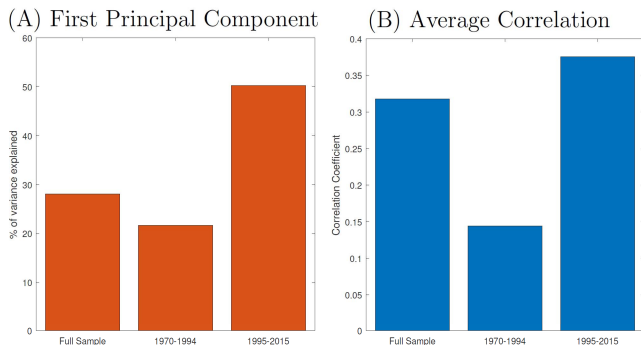 (A) First Principal Component
60
50
40
30
20
10
0
% of variance explained
Full Sample 1970-1994 1995-2015
(B) Average Correlation
0.4
0.35
0.3
0.25
0.2
0.15
0.1
0.05
0
Correlation Coefficient
Full Sample 1970-1994 1995-2015